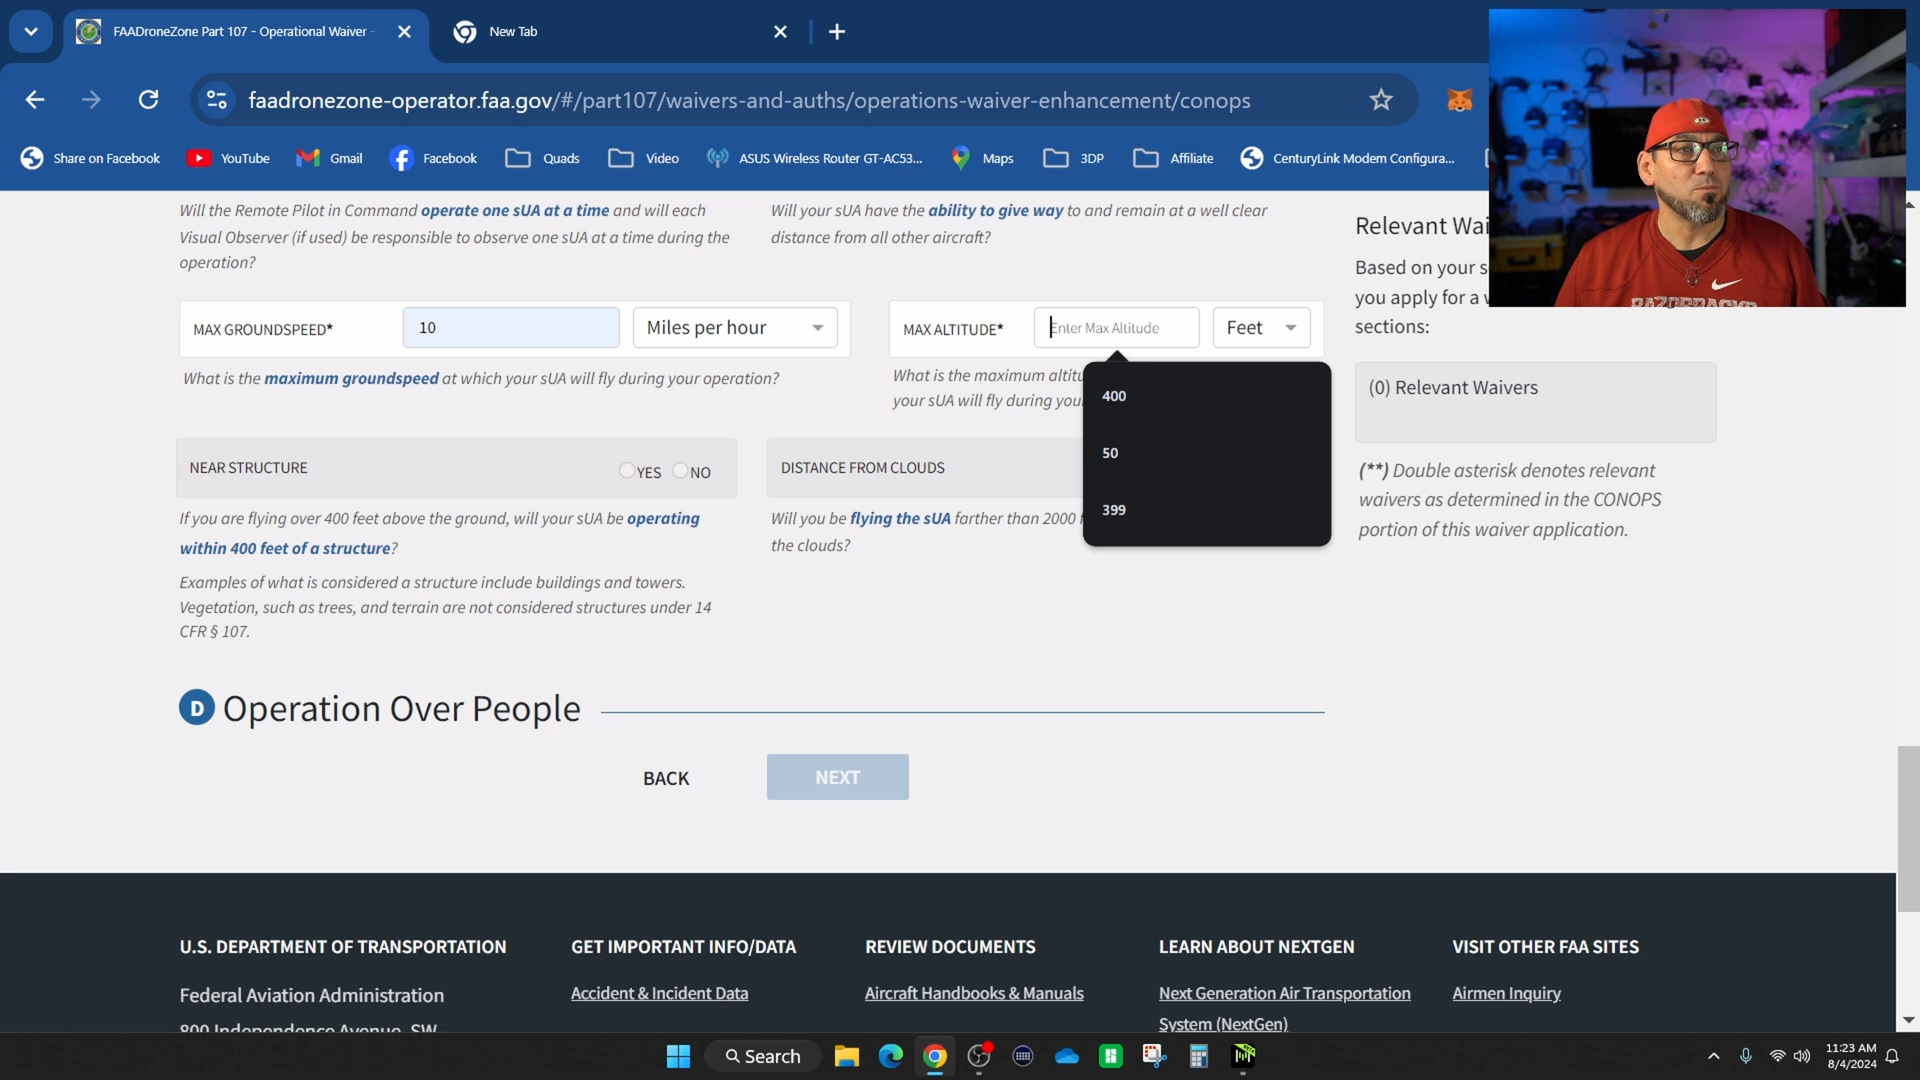 FAADroneZone Part 107 - Operational Waiver -
New Tab
faadronezone-operator.faa.gov/#/part107/waivers-and-auths/operations-waiver-enhancement/conops
Share on Facebook
YouTube
Gmail
Facebook
Quads
Video
ASUS Wireless Router GT-AC53...
Maps
3DP
Affiliate
CenturyLink Modem Configura...
Will the Remote Pilot in Command operate one sUA at a time and will each
Visual Observer (if used) be responsible to observe one sUA at a time during the
operation?
Will your sUA have the ability to give way to and remain at a well clear
distance from all other aircraft?
Relevant Wai
Based on your s
you apply for a w
sections:
RAZORBACKS
MAX GROUNDSPEED*
10
Miles per hour
MAX ALTITUDE*
Enter Max Altitude
Feet
What is the maximum groundspeed at which your sUA will fly during your operation?
What is the maximum altitu
your sUA will fly during you
400
50
399
(0) Relevant Waivers
(**) Double asterisk denotes relevant
waivers as determined in the CONOPS
portion of this waiver application.
NEAR STRUCTURE
YES
NO
DISTANCE FROM CLOUDS
If you are flying over 400 feet above the ground, will your sUA be operating
within 400 feet of a structure?
Will you be flying the sUA farther than 2000 f
the clouds?
Examples of what is considered a structure include buildings and towers.
Vegetation, such as trees, and terrain are not considered structures under 14
CFR § 107.
D Operation Over People
BACK
NEXT
U.S. DEPARTMENT OF TRANSPORTATION
Federal Aviation Administration
800 Independence Avenue, SW
GET IMPORTANT INFO/DATA
Accident & Incident Data
REVIEW DOCUMENTS
Aircraft Handbooks & Manuals
LEARN ABOUT NEXTGEN
Next Generation Air Transportation
System (NextGen)
VISIT OTHER FAA SITES
Airmen Inquiry
Search
11:23 AM
8/4/2024